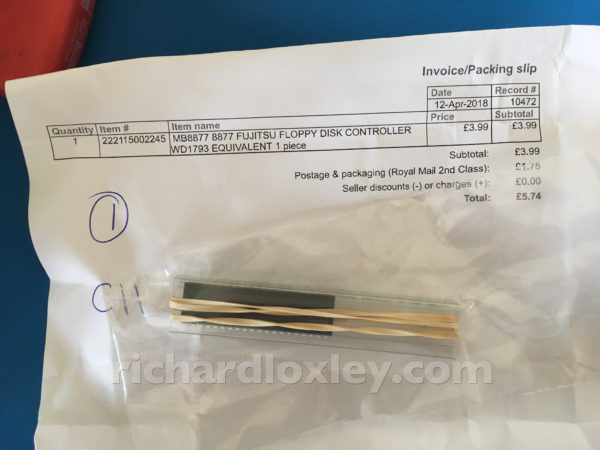 Invoice/Packing slip
Date Record #
12-Apr-2018 10472
Quantity Item # Item name Price Subtotal
1 222115002245 MB8877 8877 FUJITSU FLOPPY DISK CONTROLLER £3.99 £3.99
WD1793 EQUIVALENT 1 piece
Subtotal: £3.99
Postage & packaging (Royal Mail 2nd Class): £1.75
Seller discounts (-) or charges (+): £0.00
Total: £5.74
1
C11
richardloxley.com